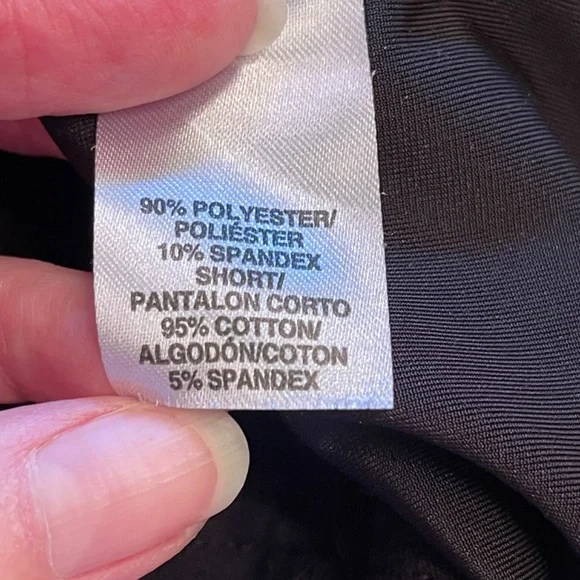 90% POLYESTER/
POLIÉSTER
10% SPANDEX
SHORT/
PANTALON CORTO
95% COTTON/
ALGODÓN/COTON
5% SPANDEX